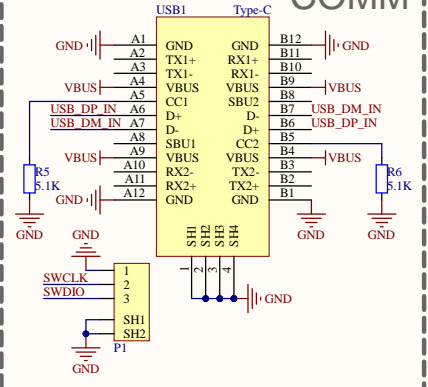 COMM
USB1 Type-C
GND A1 GND GND B12 GND
A2 TX1+ RX1+ B11
A3 TX1- RX1- B10
VBUS A4 VBUS VBUS B9 VBUS
A5 CC1 SBU2 B8
USB_DP_IN A6 D+ D- B7 USB_DM_IN
USB_DM_IN A7 D- D+ B6 USB_DP_IN
A8 SBU1 CC2 B5
VBUS A9 VBUS VBUS B4 VBUS
A10 RX2- TX2- B3
A11 RX2+ TX2+ B2
GND A12 GND GND B1
R5
5.1K
R6
5.1K
GND
GND
GND
GND
SH1
SH2
SH3
SH4
1
2
3
4
GND
1
SWCLK 2
SWDIO 3
SH1
SH2
P1
GND